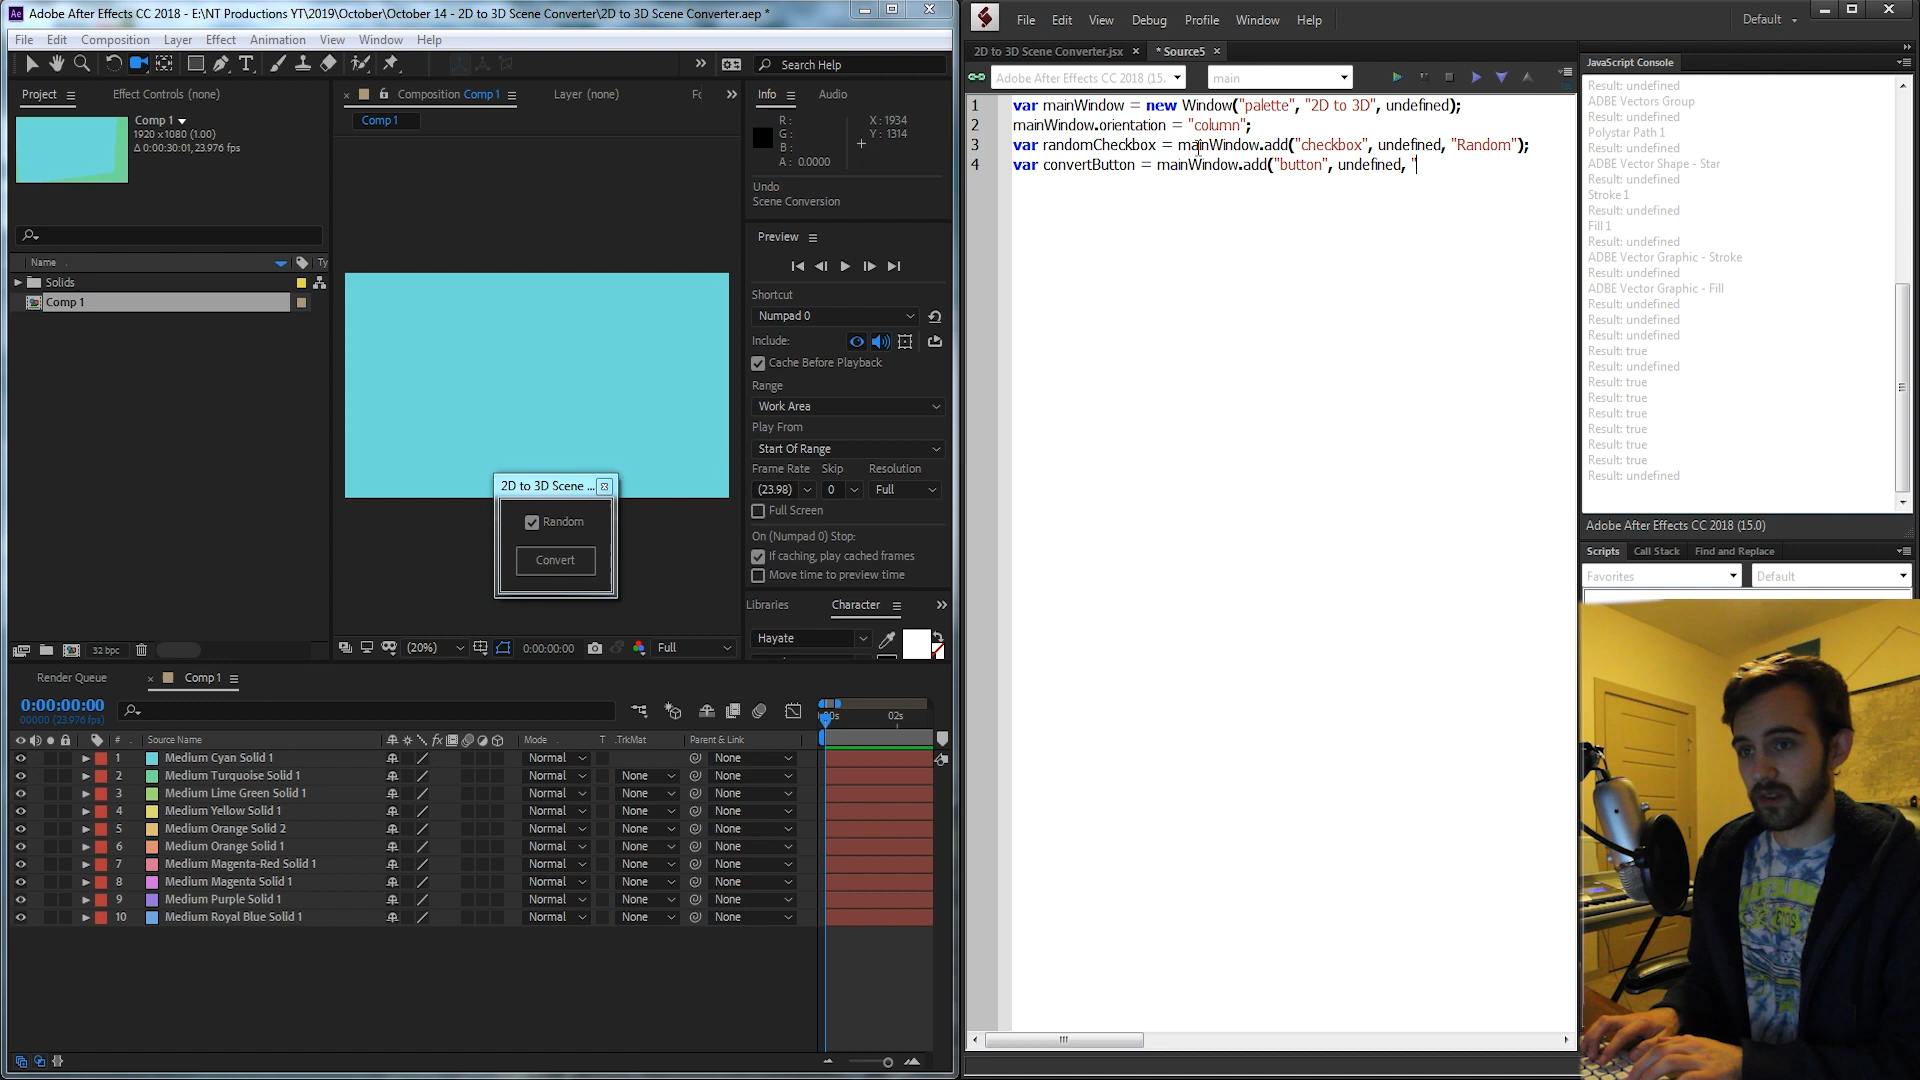 Adobe After Effects CC 2018 - E:\NT Productions YT\2019\October\October 14 - 2D to 3D Scene Converter\2D to 3D Scene Converter.aep *
File Edit Composition Layer Effect Animation View Window Help
Search Help
Project
Effect Controls (none)
Comp 1
1920 x 1080 (1.00)
Δ 0:00:30:01, 23.976 fps
Name
Ty
Solids
Comp 1
32 bpc
Composition Comp 1
Layer (none)
Fc
Comp 1
2D to 3D Scene ...
Random
Convert
(20%)
0:00:00:00
Full
Info
Audio
R:
G:
B:
A: 0.0000
X: 1934
Y: 1314
Undo
Scene Conversion
Preview
Shortcut
Numpad 0
Include:
Cache Before Playback
Range
Work Area
Play From
Start Of Range
Frame Rate Skip Resolution
(23.98) 0 Full
Full Screen
On (Numpad 0) Stop:
If caching, play cached frames
Move time to preview time
Libraries
Character
Hayate
Render Queue
Comp 1
0:00:00:00
00000 (23.976 fps)
02s
# Source Name Mode T .TrkMat Parent & Link
1 Medium Cyan Solid 1 Normal None
2 Medium Turquoise Solid 1 Normal None None
3 Medium Lime Green Solid 1 Normal None None
4 Medium Yellow Solid 1 Normal None None
5 Medium Orange Solid 2 Normal None None
6 Medium Orange Solid 1 Normal None None
7 Medium Magenta-Red Solid 1 Normal None None
8 Medium Magenta Solid 1 Normal None None
9 Medium Purple Solid 1 Normal None None
10 Medium Royal Blue Solid 1 Normal None None
File Edit View Debug Profile Window Help
Default
2D to 3D Scene Converter.jsx
* Source5
Adobe After Effects CC 2018 (15.
main
1 var mainWindow = new Window("palette", "2D to 3D", undefined);
2 mainWindow.orientation = "column";
3 var randomCheckbox = mainWindow.add("checkbox", undefined, "Random");
4 var convertButton = mainWindow.add("button", undefined, "
JavaScript Console
Result: undefined
ADBE Vectors Group
Result: undefined
Polystar Path 1
Result: undefined
ADBE Vector Shape - Star
Result: undefined
Stroke 1
Result: undefined
Fill 1
Result: undefined
ADBE Vector Graphic - Stroke
Result: undefined
ADBE Vector Graphic - Fill
Result: undefined
Result: undefined
Result: undefined
Result: true
Result: undefined
Result: true
Result: true
Result: true
Result: true
Result: true
Result: true
Result: undefined
Adobe After Effects CC 2018 (15.0)
Scripts
Call Stack
Find and Replace
Favorites
Default